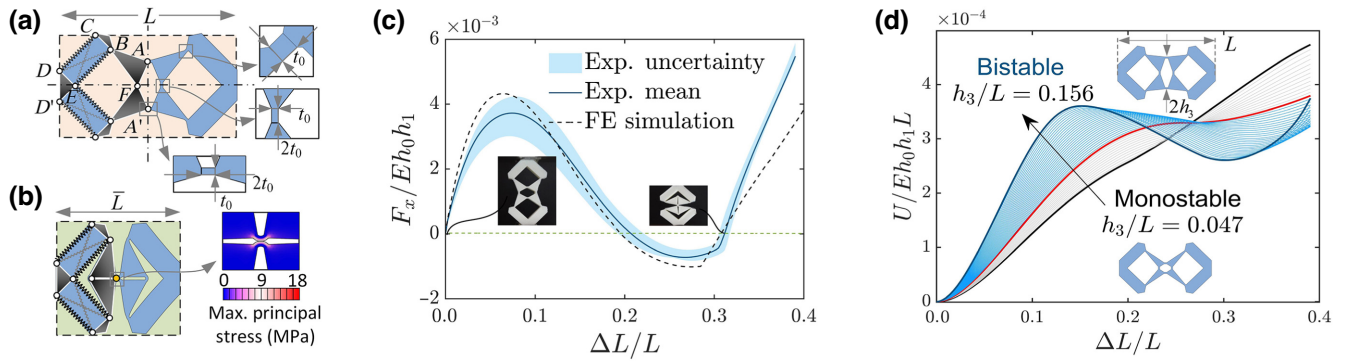 (a)
L
C
B
A
D
E
F
D'
A'
t0
2t0
2t0
t0
(b)
L̅
0 9 18
Max. principal
stress (MPa)
(c)
×10⁻³
6
4
2
0
−2
Fx/Eh0h1
Exp. uncertainty
Exp. mean
FE simulation
0.0 0.1 0.2 0.3 0.4
ΔL/L
(d)
×10⁻⁴
4
3
2
1
0
U/Eh0h1L
Bistable
h3/L = 0.156
L
2h3
Monostable
h3/L = 0.047
0.0 0.1 0.2 0.3 0.4
ΔL/L